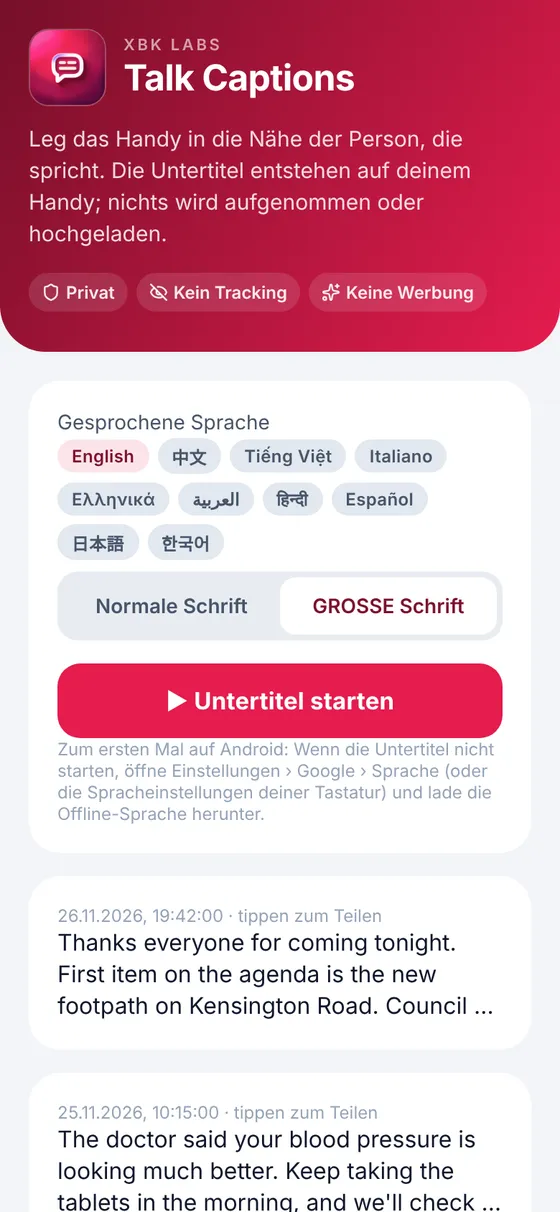 XBK LABS
Talk Captions
Leg das Handy in die Nähe der Person, die
spricht. Die Untertitel entstehen auf deinem
Handy; nichts wird aufgenommen oder
hochgeladen.
Privat
Kein Tracking
Keine Werbung
Gesprochene Sprache
English
中文
Tiếng Việt
Italiano
Ελληνικά
العربية
हिन्दी
Español
日本語
한국어
Normale Schrift
GROSSE Schrift
▶ Untertitel starten
Zum ersten Mal auf Android: Wenn die Untertitel nicht
starten, öffne Einstellungen › Google › Sprache (oder
die Spracheinstellungen deiner Tastatur) und lade die
Offline-Sprache herunter.
26.11.2026, 19:42:00 · tippen zum Teilen
Thanks everyone for coming tonight.
First item on the agenda is the new
footpath on Kensington Road. Council …
25.11.2026, 10:15:00 · tippen zum Teilen
The doctor said your blood pressure is
looking much better. Keep taking the
tablets in the morning, and we'll check …